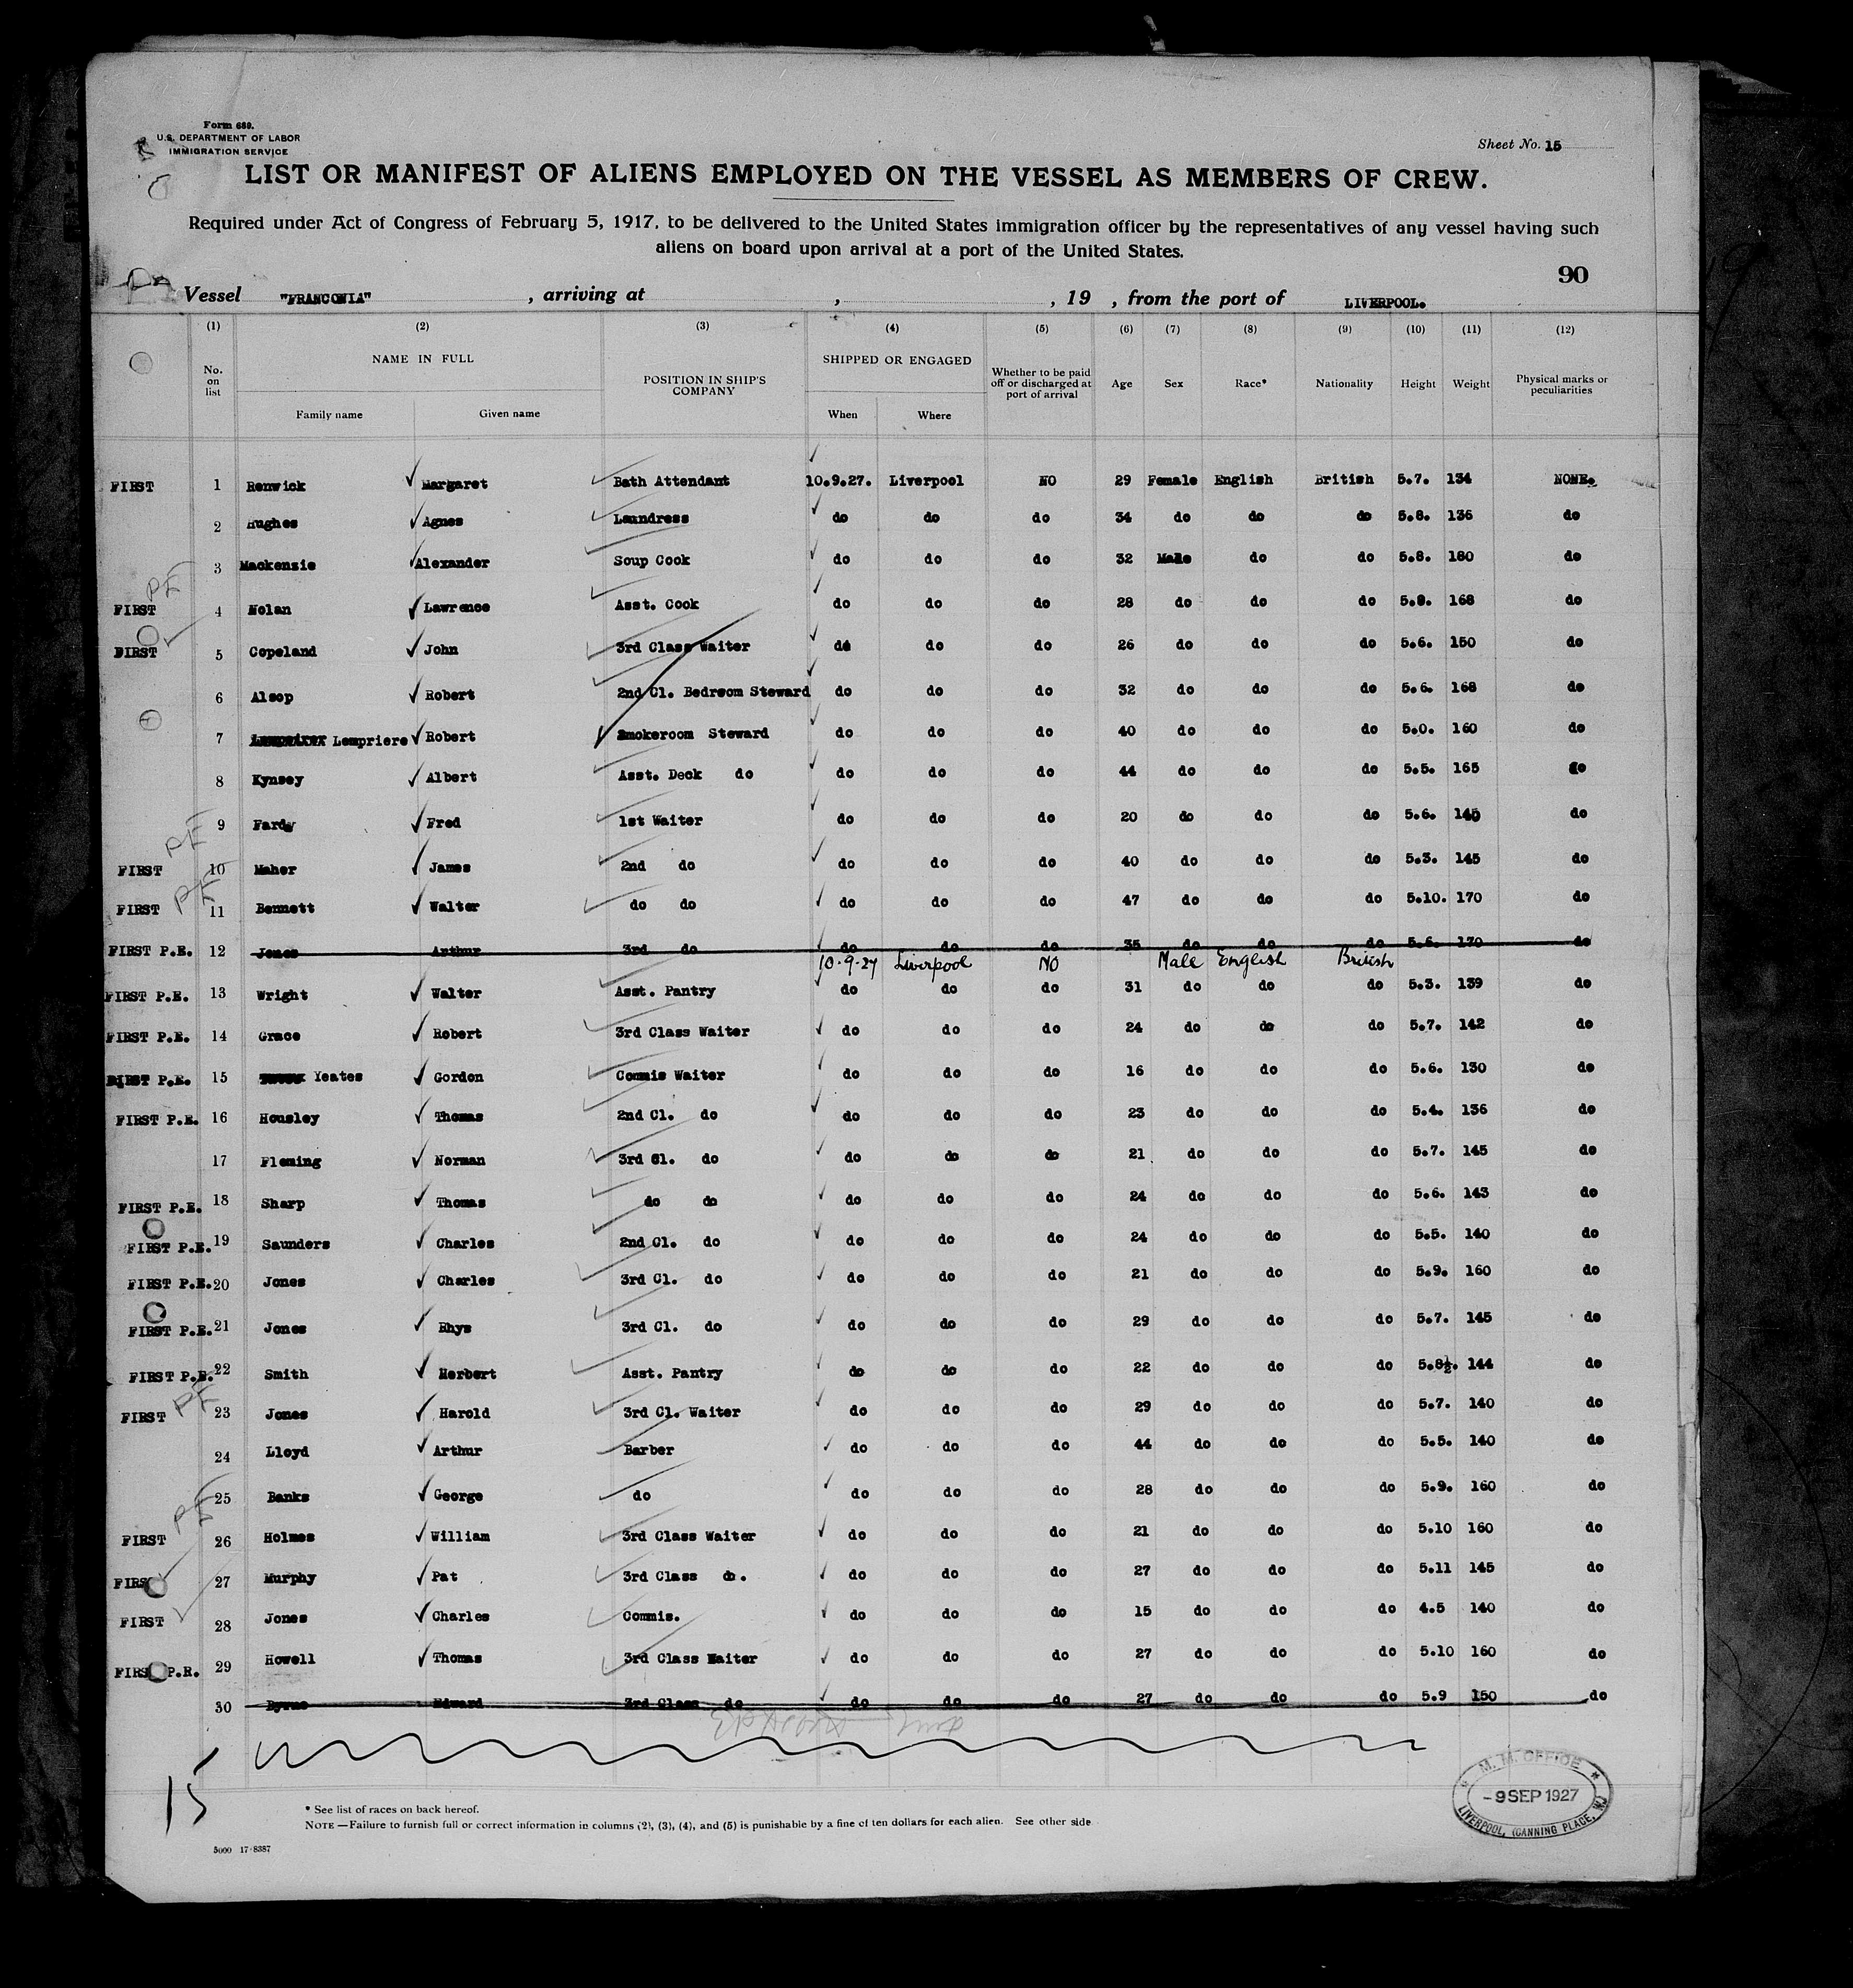 Form 689.
U.S. DEPARTMENT OF LABOR
IMMIGRATION SERVICE
Sheet No. 15
LIST OR MANIFEST OF ALIENS EMPLOYED ON THE VESSEL AS MEMBERS OF CREW.
Required under Act of Congress of February 5, 1917, to be delivered to the United States immigration officer by the representatives of any vessel having such
aliens on board upon arrival at a port of the United States.
90
Vessel "FRANCONIA" , arriving at , , 19 , from the port of LIVERPOOL.
(1) (2) (3) (4) (5) (6) (7) (8) (9) (10) (11) (12)
No. on list NAME IN FULL Family name Given name POSITION IN SHIP'S COMPANY SHIPPED OR ENGAGED When Where Whether to be paid off or discharged at port of arrival Age Sex Race* Nationality Height Weight Physical marks or peculiarities
FIRST 1 Renwick Margaret Bath Attendant 10.9.27. Liverpool NO 29 Female English British 5.7. 134 NONE.
2 Hughes Agnes Laundress do do do 34 do do do 5.8. 136 do
3 Mackenzie Alexander Soup Cook do do do 32 Male do do 5.8. 180 do
PE
FIRST 4 Nolan Lawrence Asst. Cook do do do 28 do do do 5.8. 168 do
FIRST 5 Copeland John 3rd Class Waiter do do do 26 do do do 5.6. 150 do
6 Alsop Robert 2nd Cl. Bedroom Steward do do do 32 do do do 5.6. 168 do
7 Lempriere Robert Smokeroom Steward do do do 40 do do do 5.0. 160 do
8 Kynsey Albert Asst. Deck do do do do 44 do do do 5.5. 165 do
9 Fardy Fred 1st Waiter do do do 20 do do do 5.6. 145 do
PE
FIRST 10 Maher James 2nd do do do do 40 do do do 5.3. 145 do
PE
FIRST 11 Bennett Walter do do do do do 47 do do do 5.10. 170 do
FIRST P.E. 12 Jones Arthur 3rd do do do do 35 do do do 5.6. 170 do
10.9.27 Liverpool NO Male English British
FIRST P.E. 13 Wright Walter Asst. Pantry do do do 31 do do do 5.3. 139 do
FIRST P.E. 14 Grace Robert 3rd Class Waiter do do do 24 do do do 5.7. 142 do
FIRST P.E. 15 Yeates Gordon Commis Waiter do do do 16 do do do 5.6. 130 do
FIRST P.E. 16 Housley Thomas 2nd Cl. do do do do 23 do do do 5.4. 136 do
17 Fleming Norman 3rd Cl. do do do do 21 do do do 5.7. 145 do
FIRST P.E. 18 Sharp Thomas do do do do do 24 do do do 5.6. 143 do
FIRST P.E. 19 Saunders Charles 2nd Cl. do do do do 24 do do do 5.5. 140 do
FIRST P.E. 20 Jones Charles 3rd Cl. do do do do 21 do do do 5.9. 160 do
FIRST P.E. 21 Jones Rhys 3rd Cl. do do do do 29 do do do 5.7. 145 do
FIRST P.E. 22 Smith Herbert Asst. Pantry do do do 22 do do do 5.8½. 144 do
PE
FIRST 23 Jones Harold 3rd Cl. Waiter do do do 29 do do do 5.7. 140 do
24 Lloyd Arthur Barber do do do 44 do do do 5.5. 140 do
25 Banks George do do do do 28 do do do 5.9. 160 do
PE
FIRST 26 Holmes William 3rd Class Waiter do do do 21 do do do 5.10 160 do
FIRST 27 Murphy Pat 3rd Class do. do do do 27 do do do 5.11 145 do
FIRST 28 Jones Charles Commis. do do do 15 do do do 4.5 140 do
FIRST P.R. 29 Howell Thomas 3rd Class Waiter do do do 27 do do do 5.10 160 do
30 Byrne Edward 3rd Class do do do do 27 do do do 5.9 150 do
15
* See list of races on back hereof.
NOTE—Failure to furnish full or correct information in columns (2), (3), (4), and (5) is punishable by a fine of ten dollars for each alien. See other side
5000 17-8387
M. M. OFFICE
-9 SEP 1927
LIVERPOOL, (CANNING PLACE, NJ